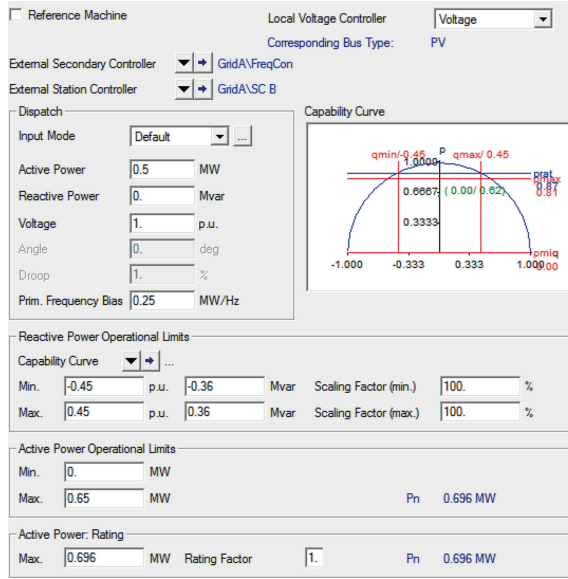 Reference Machine
Local Voltage Controller Voltage
Corresponding Bus Type: PV
External Secondary Controller GridA\FreqCon
External Station Controller GridA\SC B
Dispatch
Input Mode Default ...
Active Power 0.5 MW
Reactive Power 0. Mvar
Voltage 1. p.u.
Angle 0. deg
Droop 1. %
Prim. Frequency Bias 0.25 MW/Hz
Capability Curve
p
qmin/-0.45 qmax/ 0.45
1.0000
prat
pmax
0.87
0.81
0.6667 ( 0.00/ 0.62)
0.3333
pmin
-1.000 -0.333 0.333 1.000 0.00
Reactive Power Operational Limits
Capability Curve ...
Min. -0.45 p.u. -0.36 Mvar Scaling Factor (min.) 100. %
Max. 0.45 p.u. 0.36 Mvar Scaling Factor (max.) 100. %
Active Power Operational Limits
Min. 0. MW
Max. 0.65 MW Pn 0.696 MW
Active Power: Rating
Max. 0.696 MW Rating Factor 1. Pn 0.696 MW